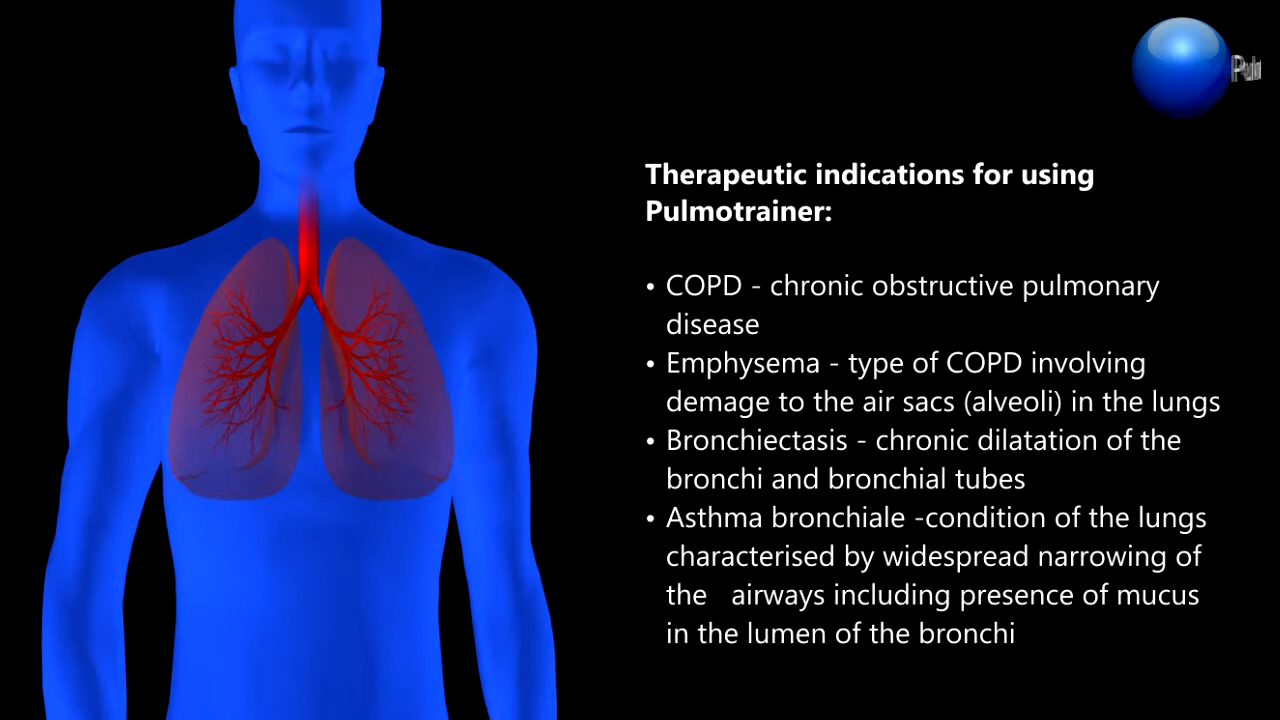 Therapeutic indications for using
Pulmotrainer:
• COPD - chronic obstructive pulmonary
disease
• Emphysema - type of COPD involving
demage to the air sacs (alveoli) in the lungs
• Bronchiectasis - chronic dilatation of the
bronchi and bronchial tubes
• Asthma bronchiale -condition of the lungs
characterised by widespread narrowing of
the   airways including presence of mucus
in the lumen of the bronchi